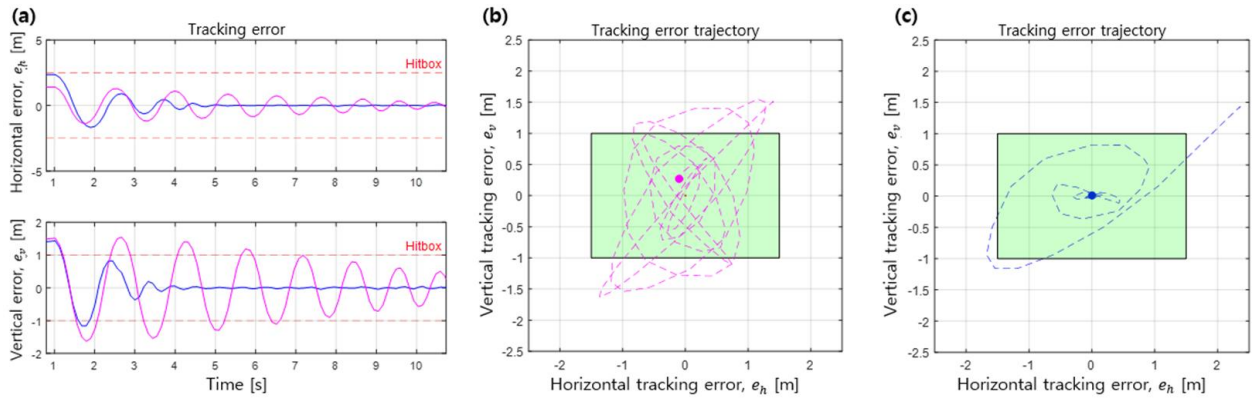 (a)
Tracking error
Horizontal error, e_h [m]
5
0
-5
Hitbox
1 2 3 4 5 6 7 8 9 10
Vertical error, e_v [m]
2
1
0
-1
-2
Hitbox
1 2 3 4 5 6 7 8 9 10
Time [s]
(b)
Tracking error trajectory
Vertical tracking error, e_v [m]
2.5
2
1.5
1
0.5
0
-0.5
-1
-1.5
-2
-2.5
-2 -1 0 1 2
Horizontal tracking error, e_h [m]
(c)
Tracking error trajectory
Vertical tracking error, e_v [m]
2.5
2
1.5
1
0.5
0
-0.5
-1
-1.5
-2
-2.5
-2 -1 0 1 2
Horizontal tracking error, e_h [m]